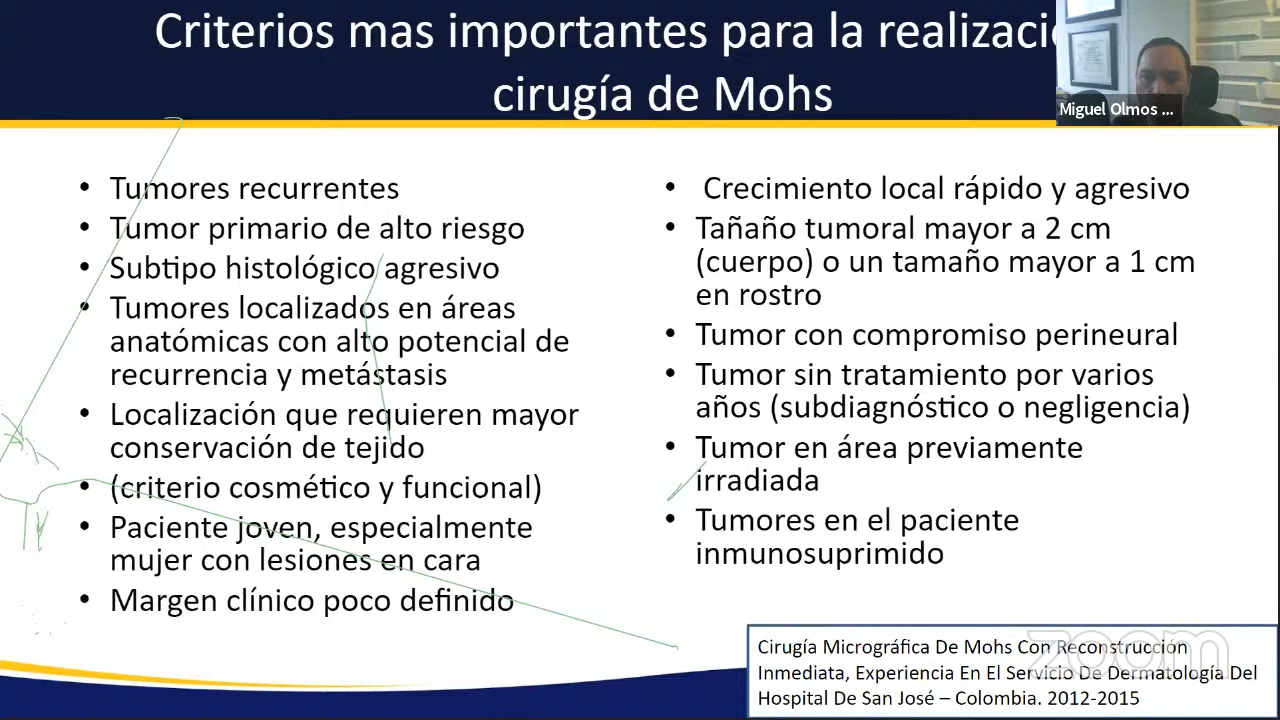 Criterios mas importantes para la realizació
cirugía de Mohs
Miguel Olmos ...
• Tumores recurrentes
• Tumor primario de alto riesgo
• Subtipo histológico agresivo
• Tumores localizados en áreas
anatómicas con alto potencial de
recurrencia y metástasis
• Localización que requieren mayor
conservación de tejido
• (criterio cosmético y funcional)
• Paciente joven, especialmente
mujer con lesiones en cara
• Margen clínico poco definido
• Crecimiento local rápido y agresivo
• Tañaño tumoral mayor a 2 cm
(cuerpo) o un tamaño mayor a 1 cm
en rostro
• Tumor con compromiso perineural
• Tumor sin tratamiento por varios
años (subdiagnóstico o negligencia)
• Tumor en área previamente
irradiada
• Tumores en el paciente
inmunosuprimido
Cirugía Micrográfica De Mohs Con Reconstrucción
Inmediata, Experiencia En El Servicio De Dermatología Del
Hospital De San José – Colombia. 2012-2015
zoom